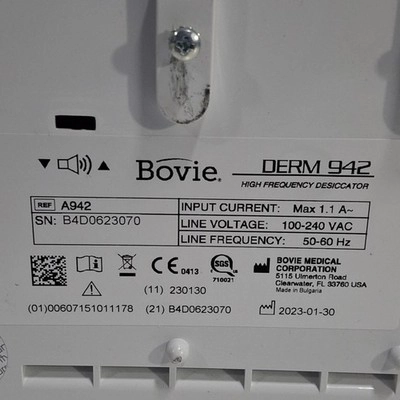 Bovie® DERM 942
HIGH FREQUENCY DESICCATOR
REF A942
SN: B4D0623070
INPUT CURRENT: Max 1.1 A~
LINE VOLTAGE: 100-240 VAC
LINE FREQUENCY: 50-60 Hz
CE 0413
SGS
710021
BOVIE MEDICAL
CORPORATION
5115 Ulmerton Road
Clearwater, FL 33760 USA
Made in Bulgaria
(11) 230130
(01)00607151011178
(21) B4D0623070
2023-01-30